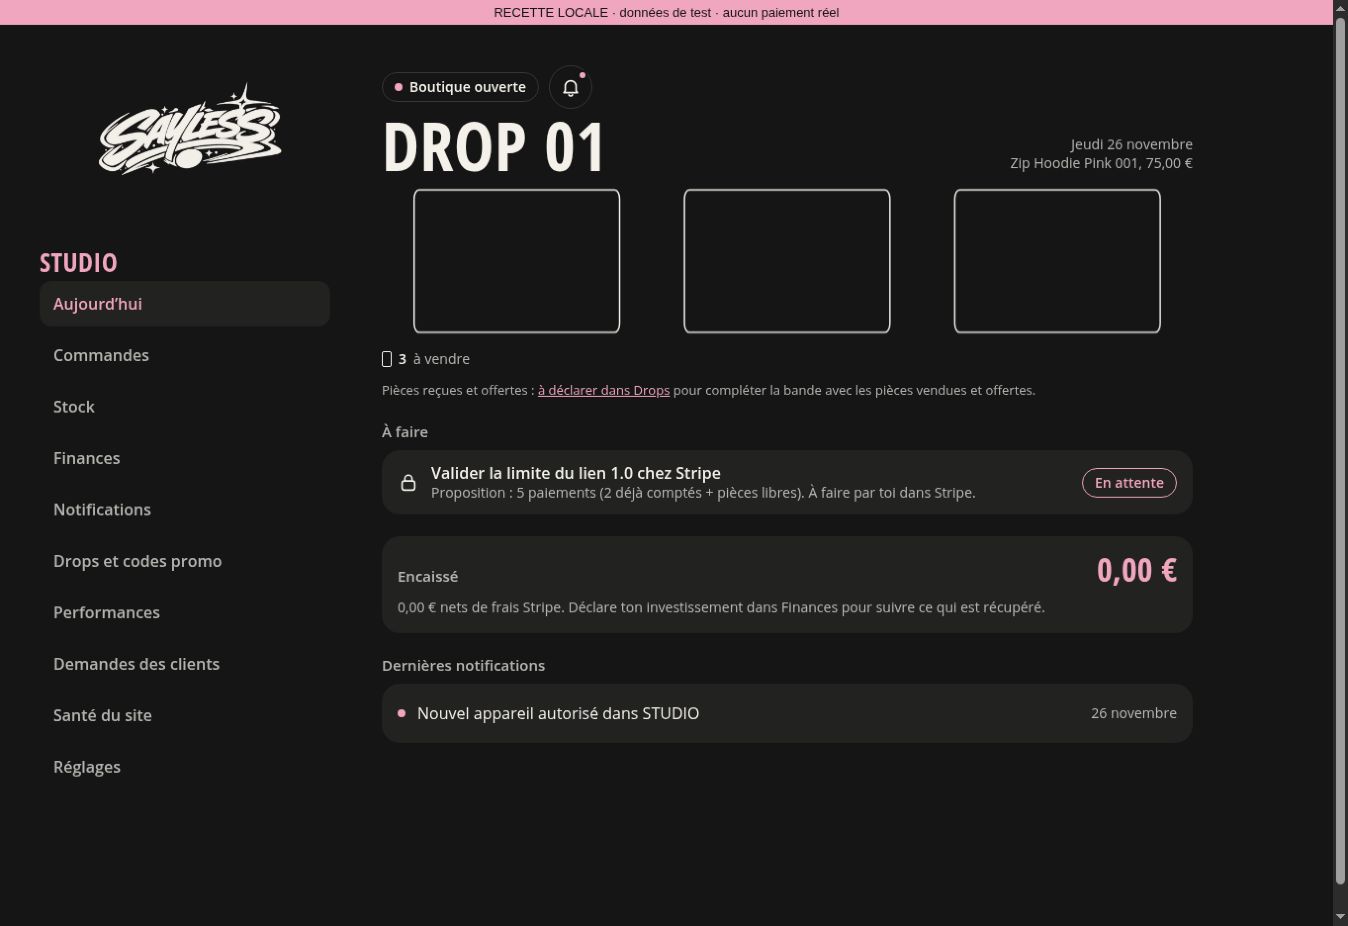 RECETTE LOCALE · données de test · aucun paiement réel
SAYLESS
STUDIO
Aujourd’hui
Commandes
Stock
Finances
Notifications
Drops et codes promo
Performances
Demandes des clients
Santé du site
Réglages
Boutique ouverte
DROP 01
Jeudi 26 novembre
Zip Hoodie Pink 001, 75,00 €
3 à vendre
Pièces reçues et offertes : à déclarer dans Drops pour compléter la bande avec les pièces vendues et offertes.
À faire
Valider la limite du lien 1.0 chez Stripe
Proposition : 5 paiements (2 déjà comptés + pièces libres). À faire par toi dans Stripe.
En attente
Encaissé
0,00 €
0,00 € nets de frais Stripe. Déclare ton investissement dans Finances pour suivre ce qui est récupéré.
Dernières notifications
Nouvel appareil autorisé dans STUDIO
26 novembre